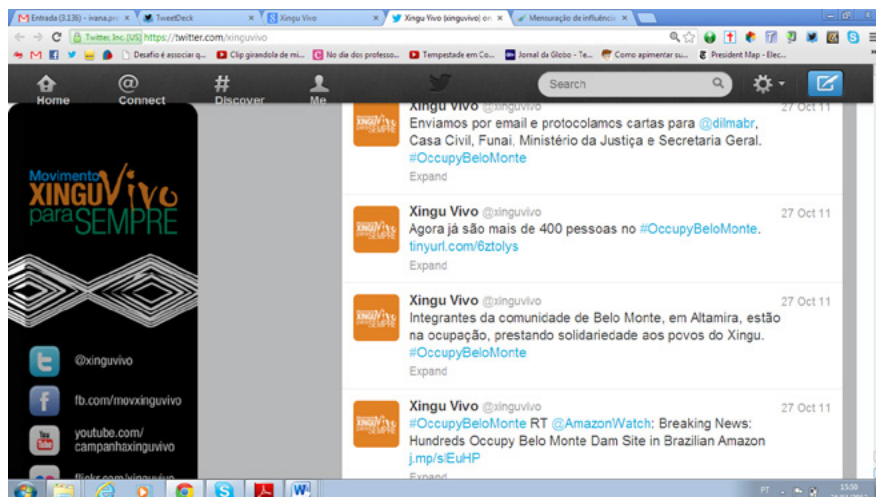 Entrada (3.136) - ivana.pr
TweetDeck
Xingu Vivo
Xingu Vivo (xinguvivo) on
Mensuração de influênci
Twitter, Inc. [US] https://twitter.com/xinguvivo
Desafio é associar q...
Clip girandola de mi...
No dia dos professo...
Tempestade em Co...
Jornal da Globo - Te...
Como apimentar su...
President Map - Elec...
Home
Connect
Discover
Me
Search
Xingu Vivo @xinguvivo 27 Oct 11
Enviamos por email e protocolamos cartas para @dilmabr,
Casa Civil, Funai, Ministério da Justiça e Secretaria Geral.
#OccupyBeloMonte
Expand
Xingu Vivo @xinguvivo 27 Oct 11
Agora já são mais de 400 pessoas no #OccupyBeloMonte.
tinyurl.com/6ztolys
Expand
Xingu Vivo @xinguvivo 27 Oct 11
Integrantes da comunidade de Belo Monte, em Altamira, estão
na ocupação, prestando solidariedade aos povos do Xingu.
#OccupyBeloMonte
Expand
Xingu Vivo @xinguvivo 27 Oct 11
#OccupyBeloMonte RT @AmazonWatch: Breaking News:
Hundreds Occupy Belo Monte Dam Site in Brazilian Amazon
j.mp/sIEuHP
Expand
Movimento
XINGU Vivo
para SEMPRE
@xinguvivo
fb.com/movxinguvivo
youtube.com/
campanhaxinguvivo
flickr.com/xinguvivo
PT
15:50